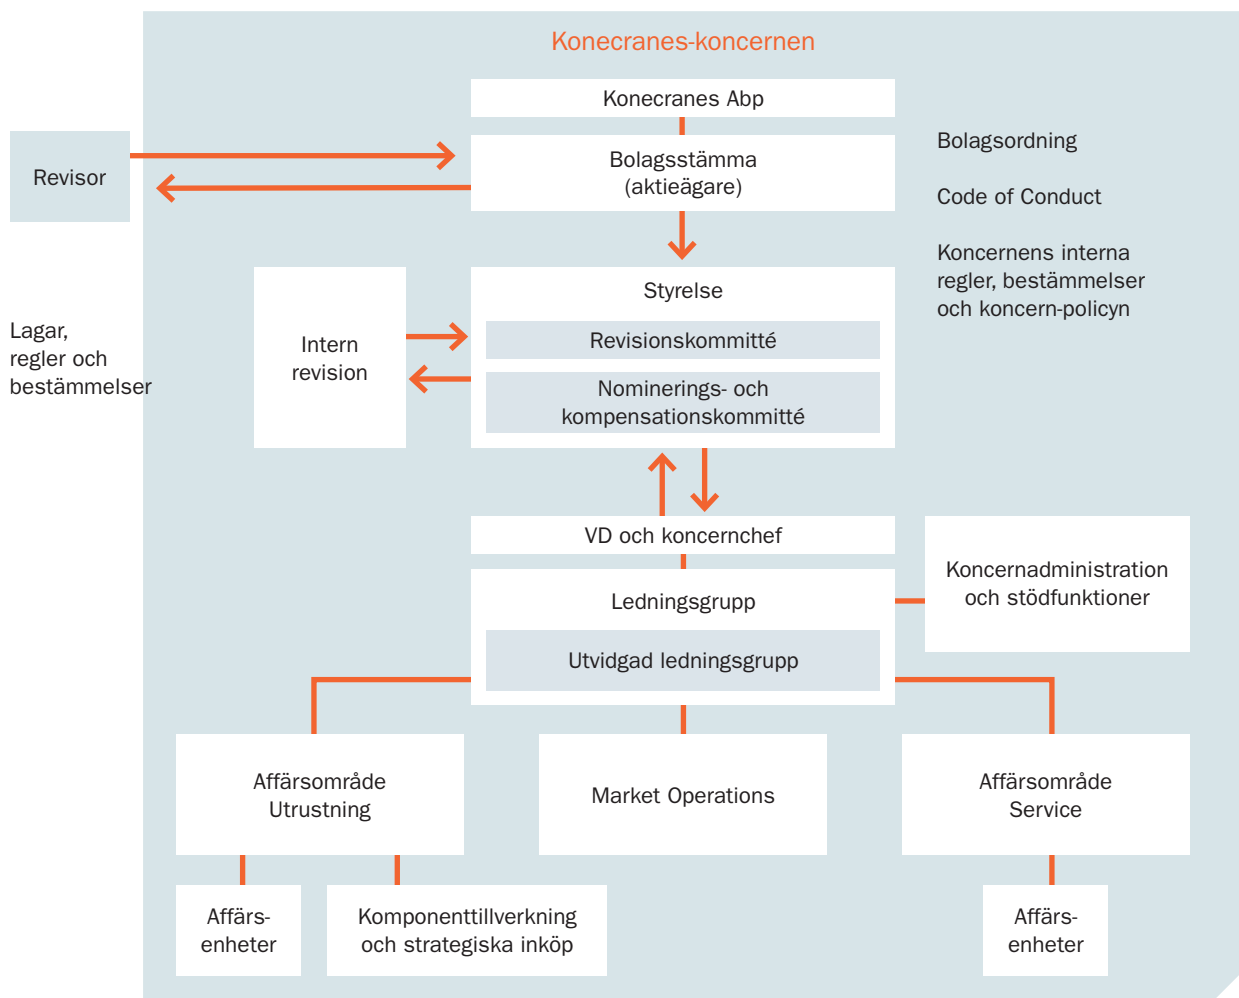 Konecranes-koncernen
Konecranes Abp
Revisor
Bolagsstämma
(aktieägare)
Bolagsordning
Code of Conduct
Koncernens interna
regler, bestämmelser
och koncern-policyn
Lagar,
regler och
bestämmelser
Intern
revision
Styrelse
Revisionskommitté
Nominerings- och
kompensationskommitté
VD och koncernchef
Ledningsgrupp
Utvidgad ledningsgrupp
Koncernadministration
och stödfunktioner
Affärsområde
Utrustning
Market Operations
Affärsområde
Service
Affärs-
enheter
Komponenttillverkning
och strategiska inköp
Affärs-
enheter